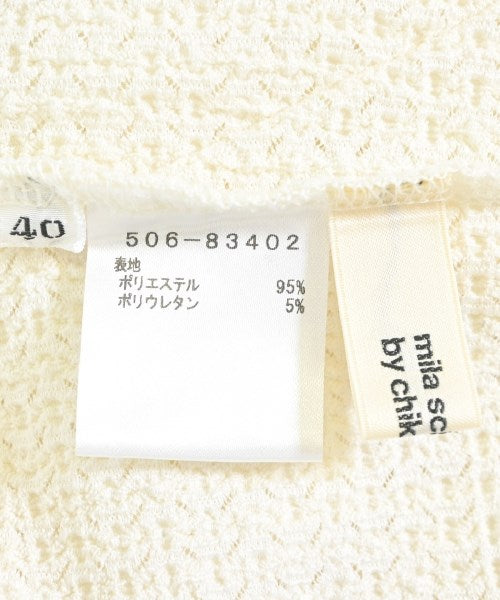 40
506-83402
表地
ポリエステル 95%
ポリウレタン 5%
mila
by chik